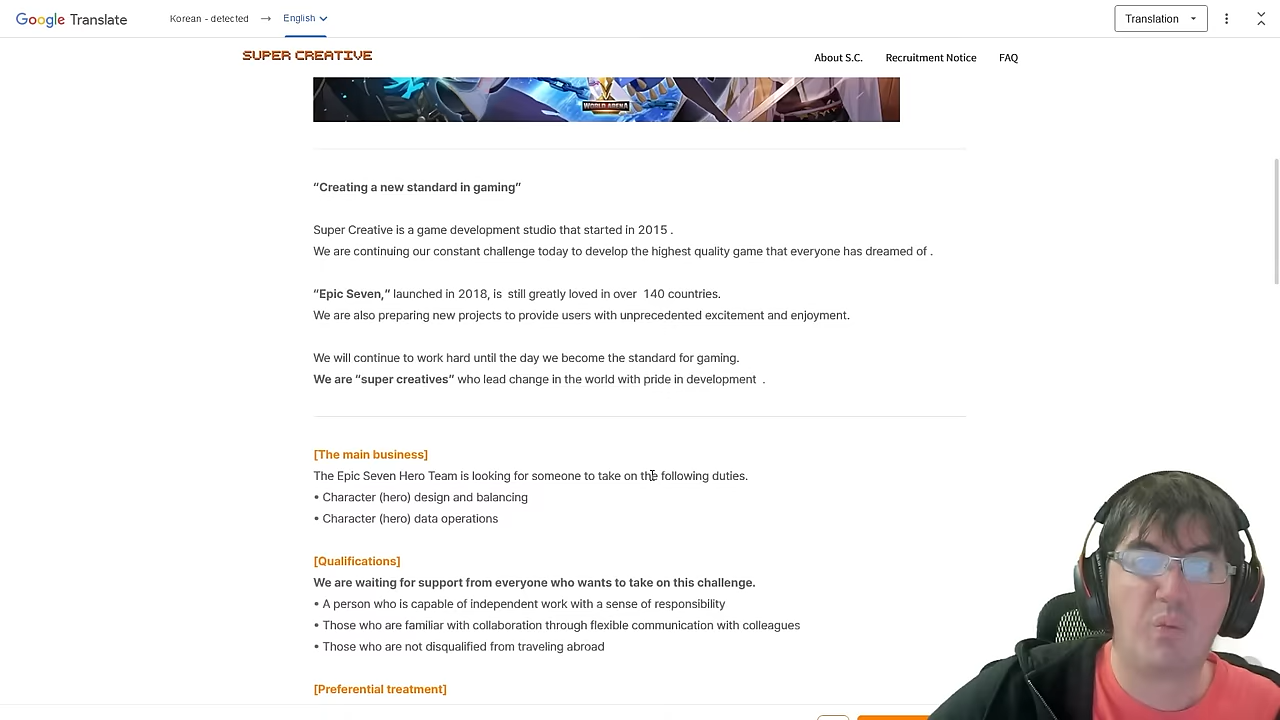 Google Translate
Korean - detected → English
Translation
SUPER CREATIVE
About S.C. Recruitment Notice FAQ
WORLD ARENA
“Creating a new standard in gaming”
Super Creative is a game development studio that started in 2015 .
We are continuing our constant challenge today to develop the highest quality game that everyone has dreamed of .
“Epic Seven,” launched in 2018, is still greatly loved in over 140 countries.
We are also preparing new projects to provide users with unprecedented excitement and enjoyment.
We will continue to work hard until the day we become the standard for gaming.
We are “super creatives” who lead change in the world with pride in development .
[The main business]
The Epic Seven Hero Team is looking for someone to take on the following duties.
• Character (hero) design and balancing
• Character (hero) data operations
[Qualifications]
We are waiting for support from everyone who wants to take on this challenge.
• A person who is capable of independent work with a sense of responsibility
• Those who are familiar with collaboration through flexible communication with colleagues
• Those who are not disqualified from traveling abroad
[Preferential treatment]